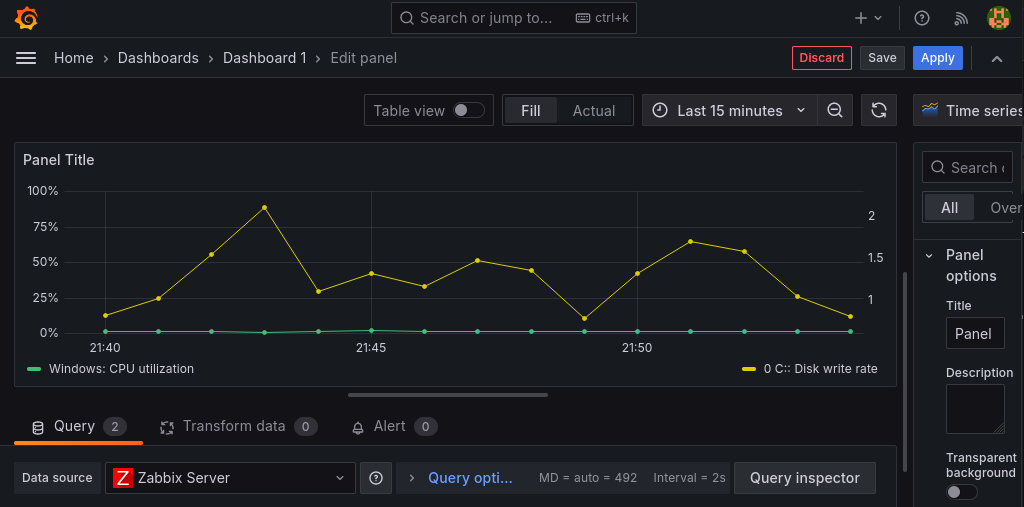 Search or jump to... ctrl+k
Home › Dashboards › Dashboard 1 › Edit panel Discard Save Apply
Table view Fill Actual Last 15 minutes Time series
Panel Title
100%
75%
50%
25%
0%
2
1.5
1
21:40 21:45 21:50
Windows: CPU utilization 0 C:: Disk write rate
Query 2 Transform data 0 Alert 0
Data source Z Zabbix Server Query opti... MD = auto = 492 Interval = 2s Query inspector
Search
All Over
Panel
options
Title
Panel
Description
Transparent
background